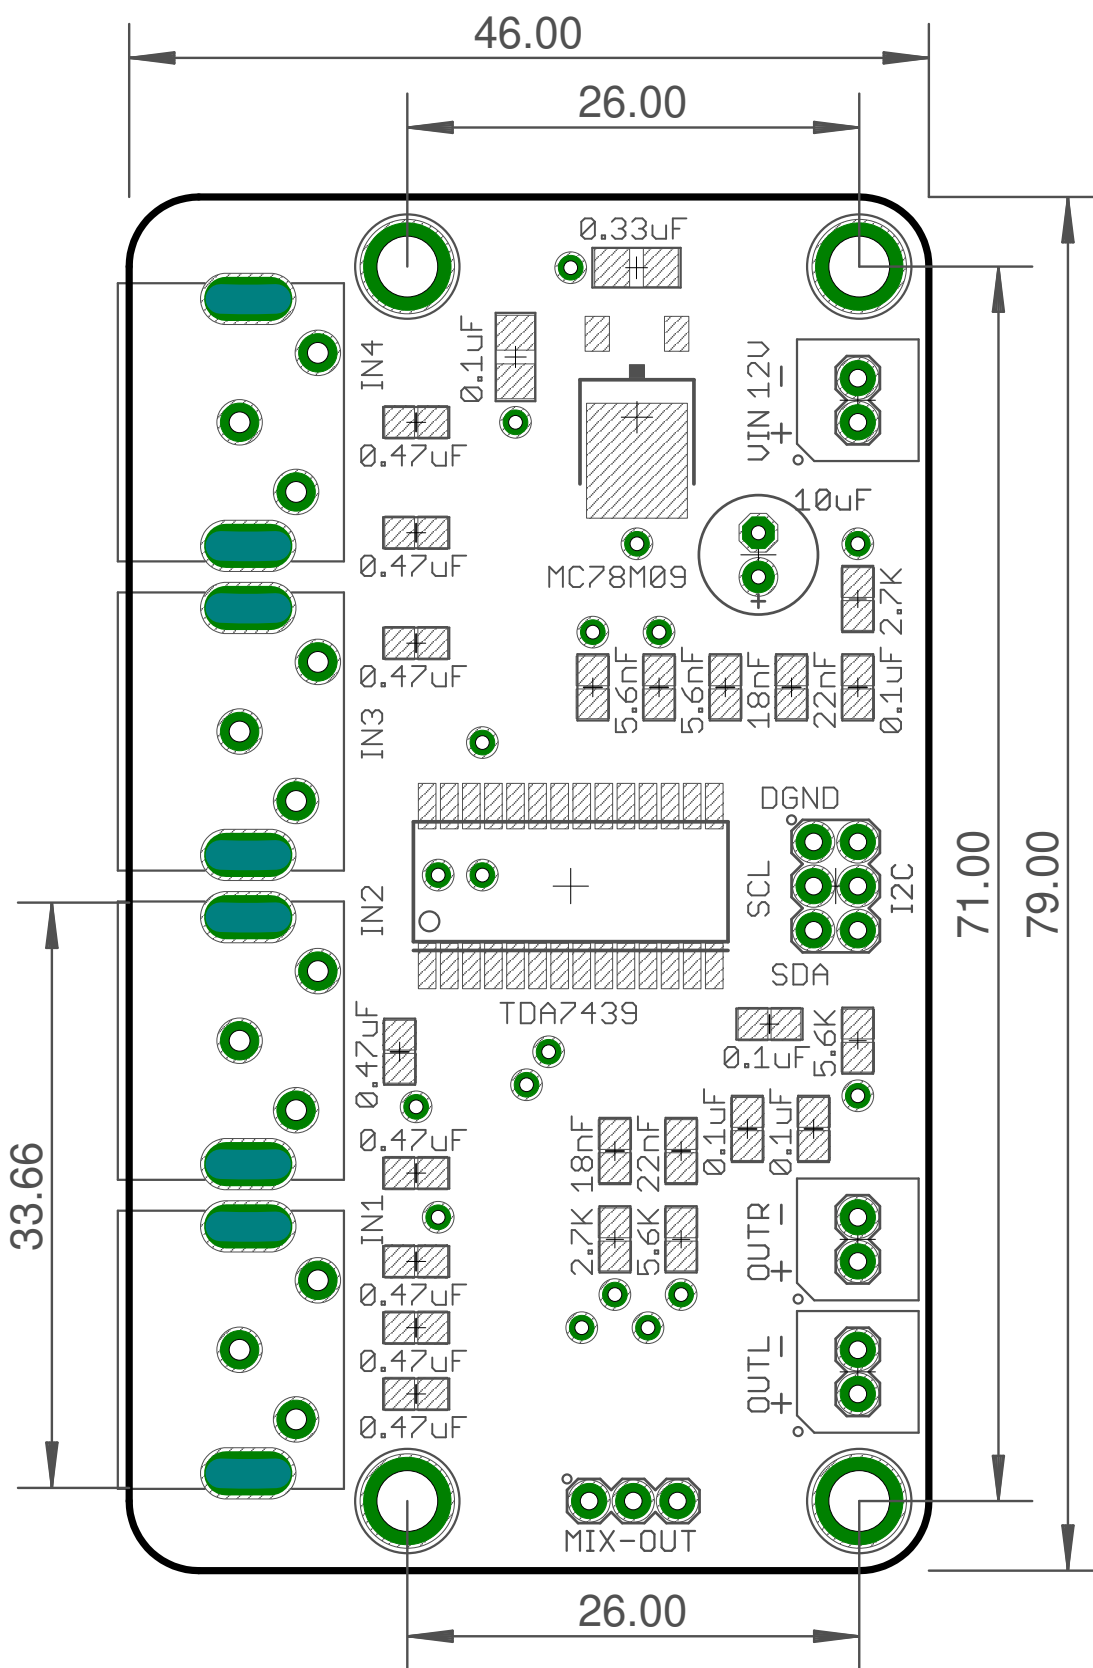 46.00
26.00
0.33uF
0.1uF
IN4
VIN 12V
- +
0.47uF
10uF
0.47uF
MC78M09
+
2.7K
0.47uF
5.6nF
5.6nF
18nF
22nF
0.1uF
IN3
DGND
SCL
I2C
SDA
71.00
79.00
IN2
TDA7439
0.47uF
0.1uF
5.6K
0.47uF
18nF
22nF
0.1uF
0.1uF
33.66
IN1
2.7K
5.6K
OUTR
- +
0.47uF
0.47uF
OUTL
- +
0.47uF
MIX-OUT
26.00